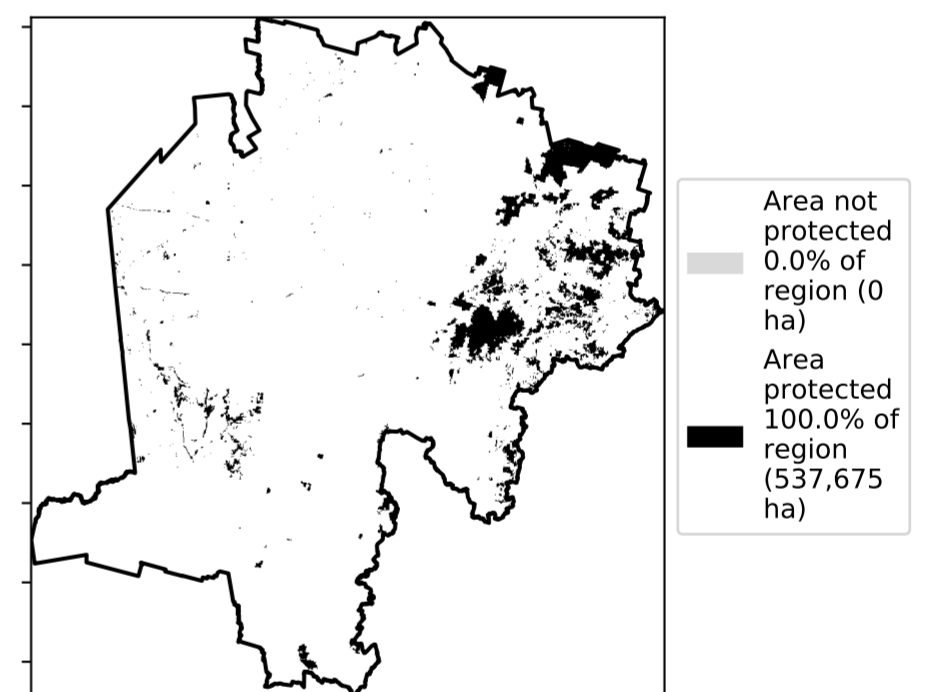 Area not
protected
0.0% of
region (0
ha)
Area
protected
100.0% of
region
(537,675
ha)